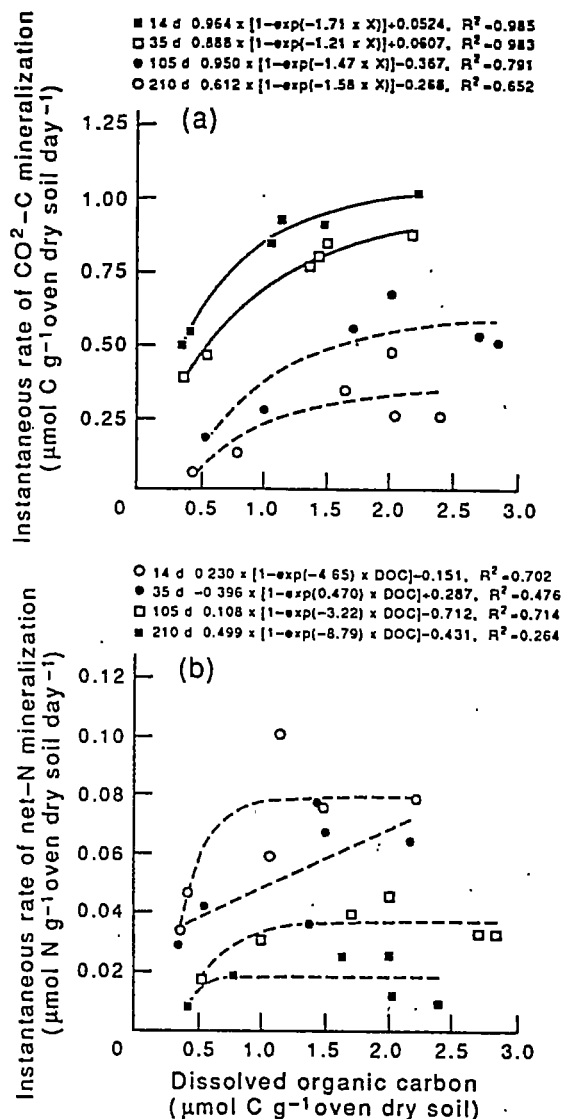 ■ 14 d 0.964 x [1-exp(-1.71 x X)]+0.0524, R²=0.985
□ 35 d 0.888 x [1-exp(-1.21 x X)]+0.0607, R²=0.983
● 105 d 0.950 x [1-exp(-1.47 x X)]-0.367, R²=0.791
○ 210 d 0.612 x [1-exp(-1.58 x X)]-0.268, R²=0.652
(a)
Instantaneous rate of CO²-C mineralization
(μmol C g⁻¹ oven dry soil day⁻¹)
1.25
1.00
0.75
0.50
0.25
0 0.5 1.0 1.5 2.0 2.5 3.0
○ 14 d 0.230 x [1-exp(-4.65) x DOC]-0.151, R²=0.702
● 35 d -0.396 x [1-exp(0.470) x DOC]+0.287, R²=0.476
□ 105 d 0.108 x [1-exp(-3.22) x DOC]-0.712, R²=0.714
■ 210 d 0.499 x [1-exp(-8.79) x DOC]-0.431, R²=0.264
(b)
Instantaneous rate of net-N mineralization
(μmol N g⁻¹ oven dry soil day⁻¹)
0.12
0.10
0.08
0.06
0.04
0.02
0 0.5 1.0 1.5 2.0 2.5 3.0
Dissolved organic carbon
(μmol C g⁻¹ oven dry soil)